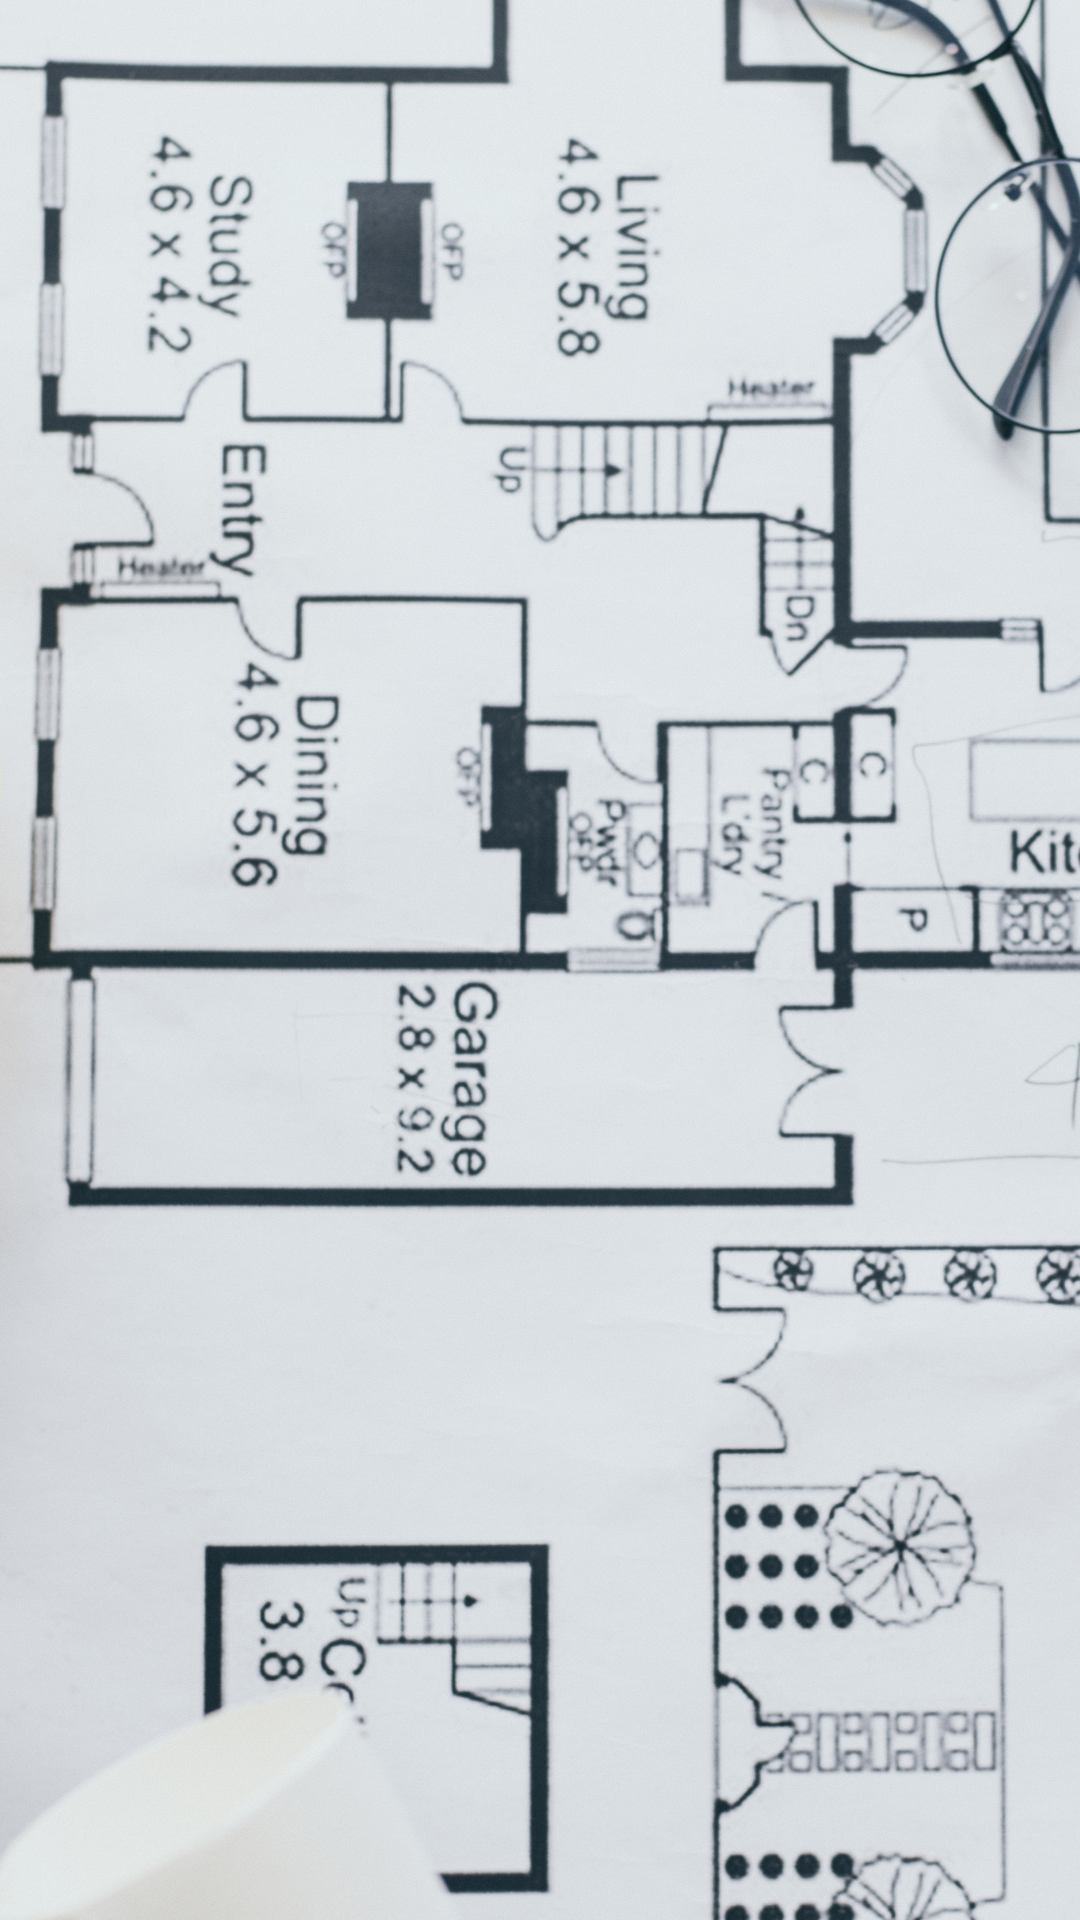 Study
4.6 x 4.2
OFP
OFP
Living
4.6 x 5.8
Heater
Up
Entry
Heater
Dn
Dining
4.6 x 5.6
OFP
Pwdr
OFP
Pantry /
L'dry
C
C
P
Kit
Garage
2.8 x 9.2
Up
Ce
3.8